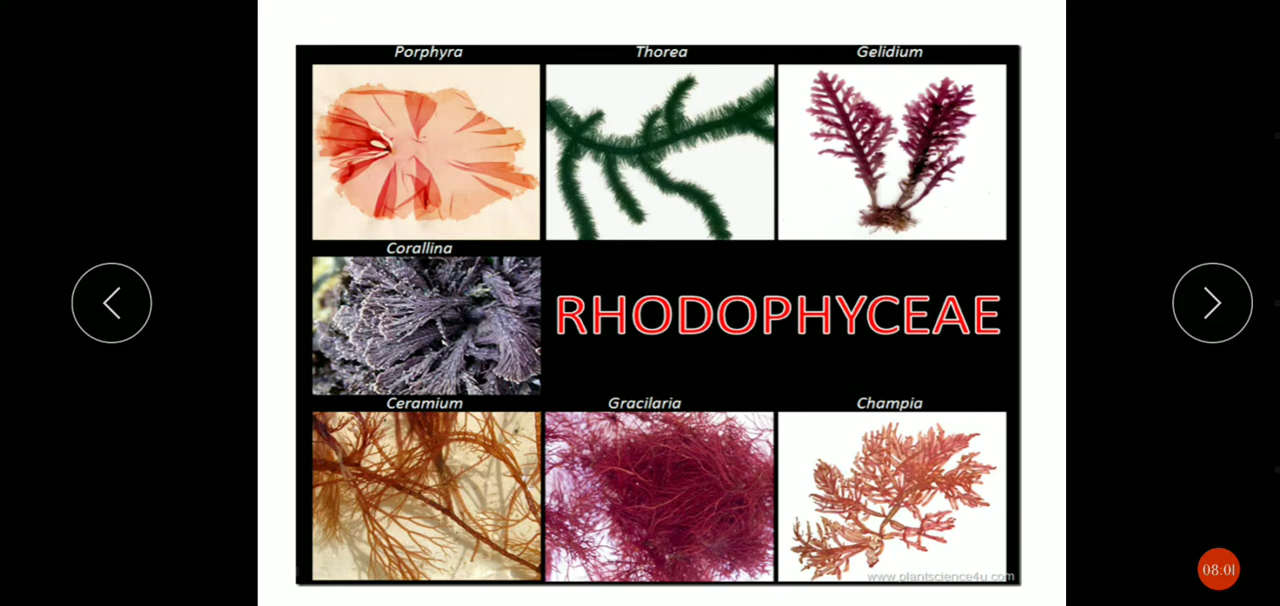 Porphyra
Thorea
Gelidium
Corallina
RHODOPHYCEAE
Ceramium
Gracilaria
Champia
www.plantscience4u.com
08:01